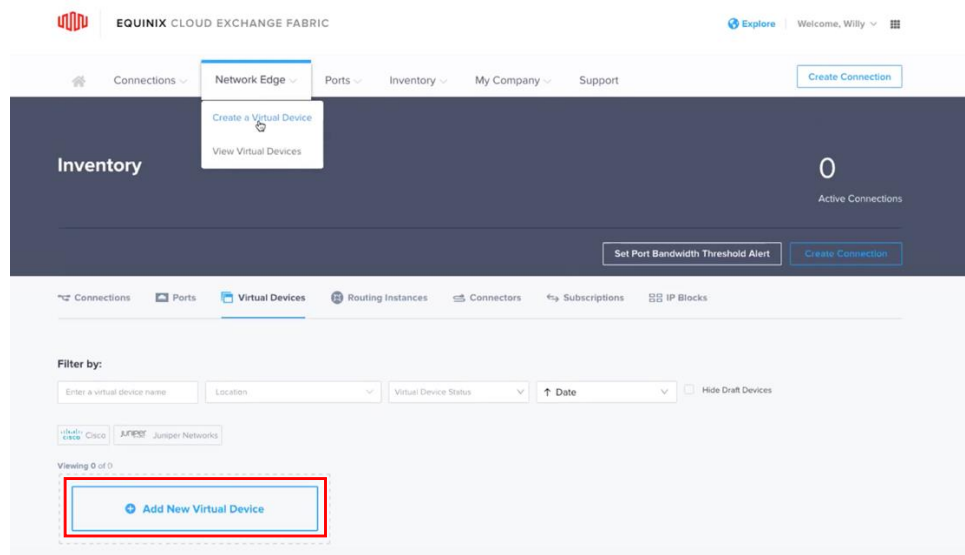 EQUINIX CLOUD EXCHANGE FABRIC
Explore
Welcome, Willy
Connections
Network Edge
Ports
Inventory
My Company
Support
Create Connection
Create a Virtual Device
View Virtual Devices
Inventory
0
Active Connections
Set Port Bandwidth Threshold Alert
Create Connection
Connections
Ports
Virtual Devices
Routing Instances
Connectors
Subscriptions
IP Blocks
Filter by:
Enter a virtual device name
Location
Virtual Device Status
↑ Date
Hide Draft Devices
CISCO Cisco
JUNIPER Juniper Networks
Viewing 0 of 0
Add New Virtual Device